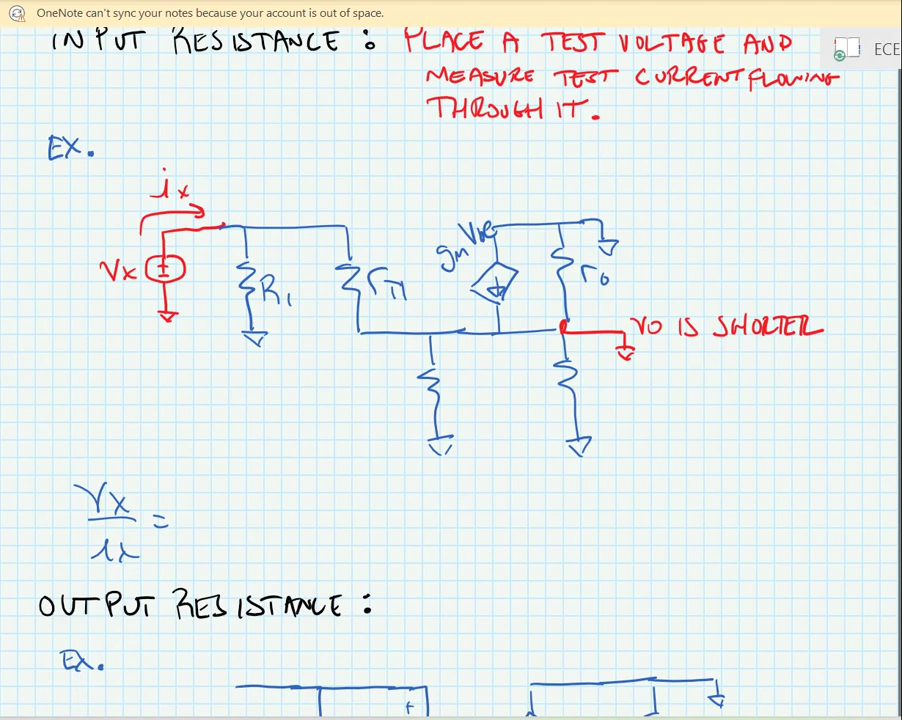 OneNote can't sync your notes because your account is out of space.
INPUT RESISTANCE : PLACE A TEST VOLTAGE AND
MEASURE TEST CURRENT FLOWING
THROUGH IT.
ECE
EX.
ix
Vx
R1
rπ
gmVbe
ro
VO IS SHORTER
Vx
ix
=
OUTPUT RESISTANCE :
EX.
+